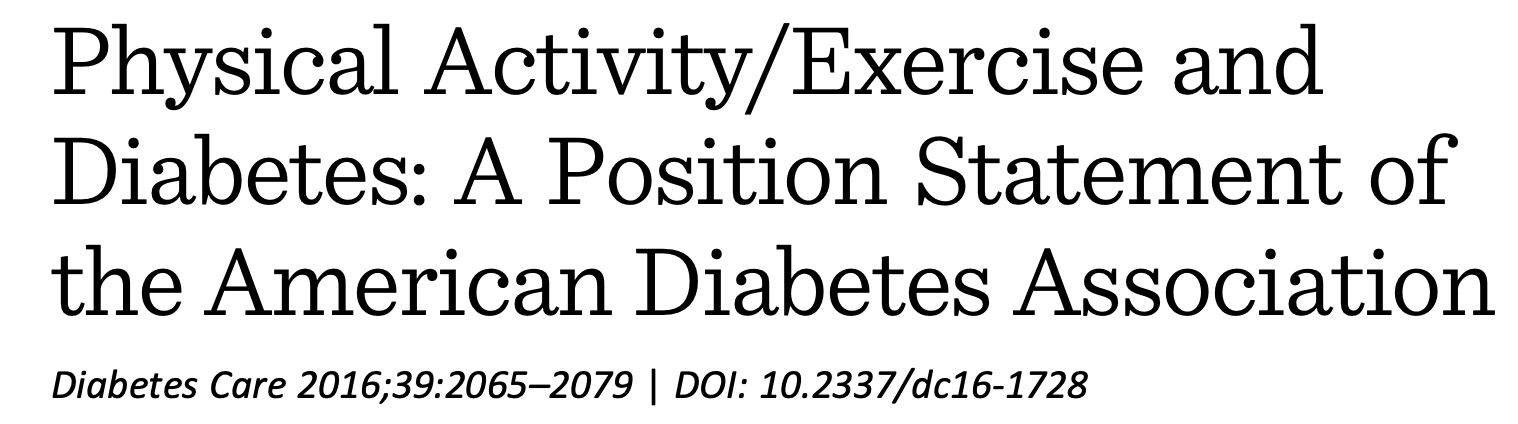 Physical Activity/Exercise and
Diabetes: A Position Statement of
the American Diabetes Association
Diabetes Care 2016;39:2065–2079 | DOI: 10.2337/dc16-1728